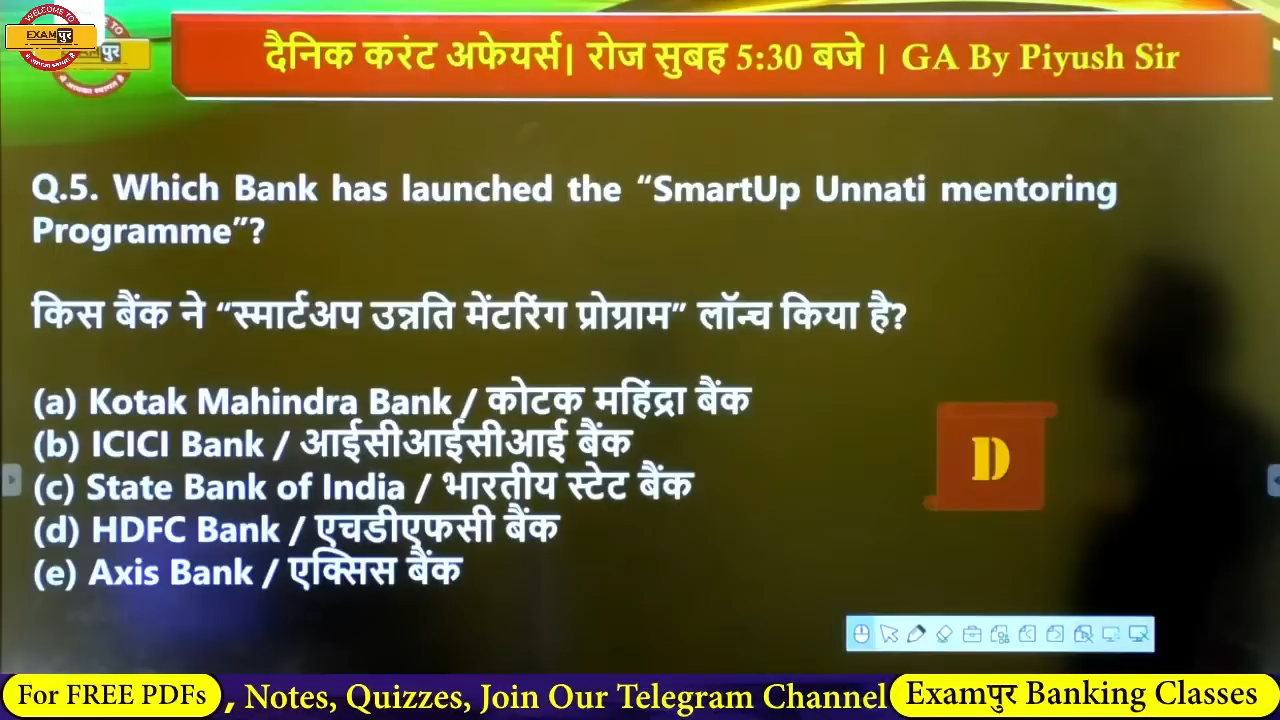 WELCOME TO
EXAMपुर
दैनिक करंट अफेयर्स| रोज सुबह 5:30 बजे | GA By Piyush Sir
Q.5. Which Bank has launched the “SmartUp Unnati mentoring
Programme”?
किस बैंक ने “स्मार्टअप उन्नति मेंटरिंग प्रोग्राम” लॉन्च किया है?
(a) Kotak Mahindra Bank / कोटक महिंद्रा बैंक
(b) ICICI Bank / आईसीआईसीआई बैंक
(c) State Bank of India / भारतीय स्टेट बैंक
(d) HDFC Bank / एचडीएफसी बैंक
(e) Axis Bank / एक्सिस बैंक
D
For FREE PDFs , Notes, Quizzes, Join Our Telegram Channel Examपुर Banking Classes